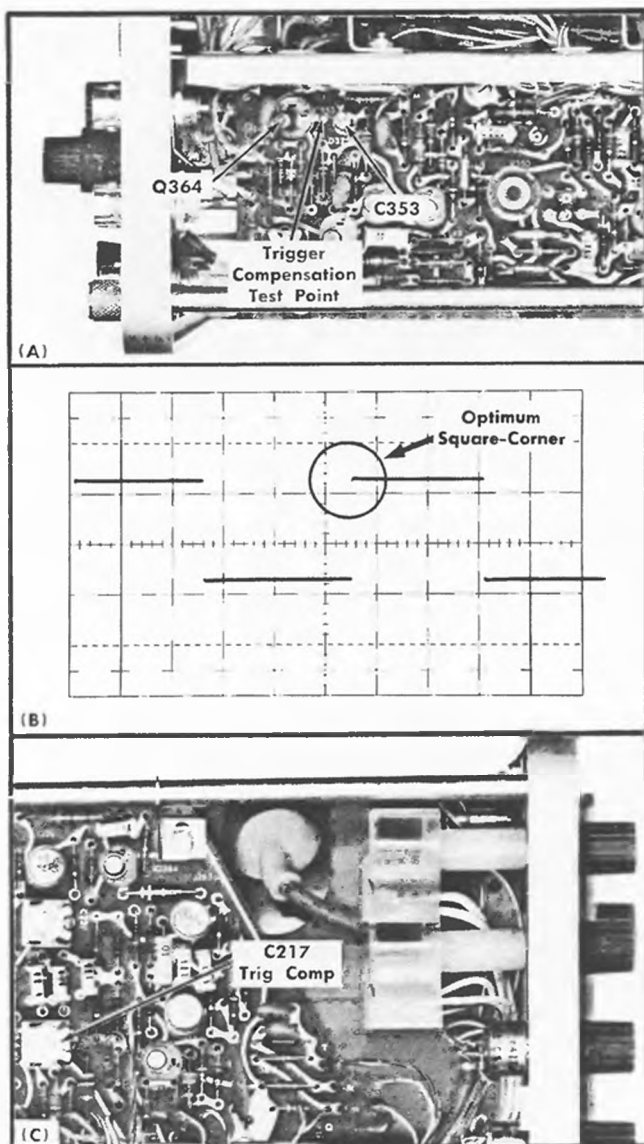 Q364
C353
Trigger
Compensation
Test Point
(A)
Optimum
Square-Corner
(B)
C217
Trig Comp
(C)